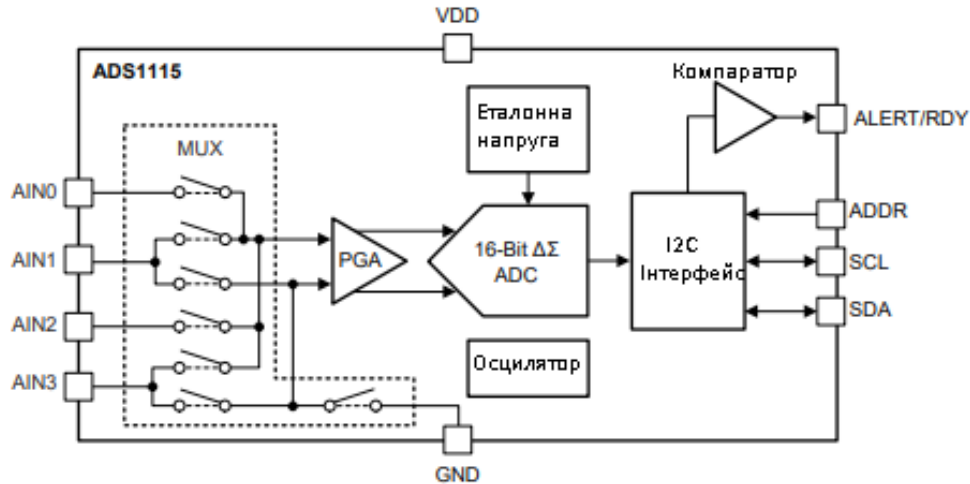 VDD
ADS1115
Компаратор
Еталонна
напруга
ALERT/RDY
MUX
AIN0
ADDR
AIN1
PGA
16-Bit ΔΣ
ADC
I2C
Інтерфейс
SCL
AIN2
SDA
AIN3
Осцилятор
GND